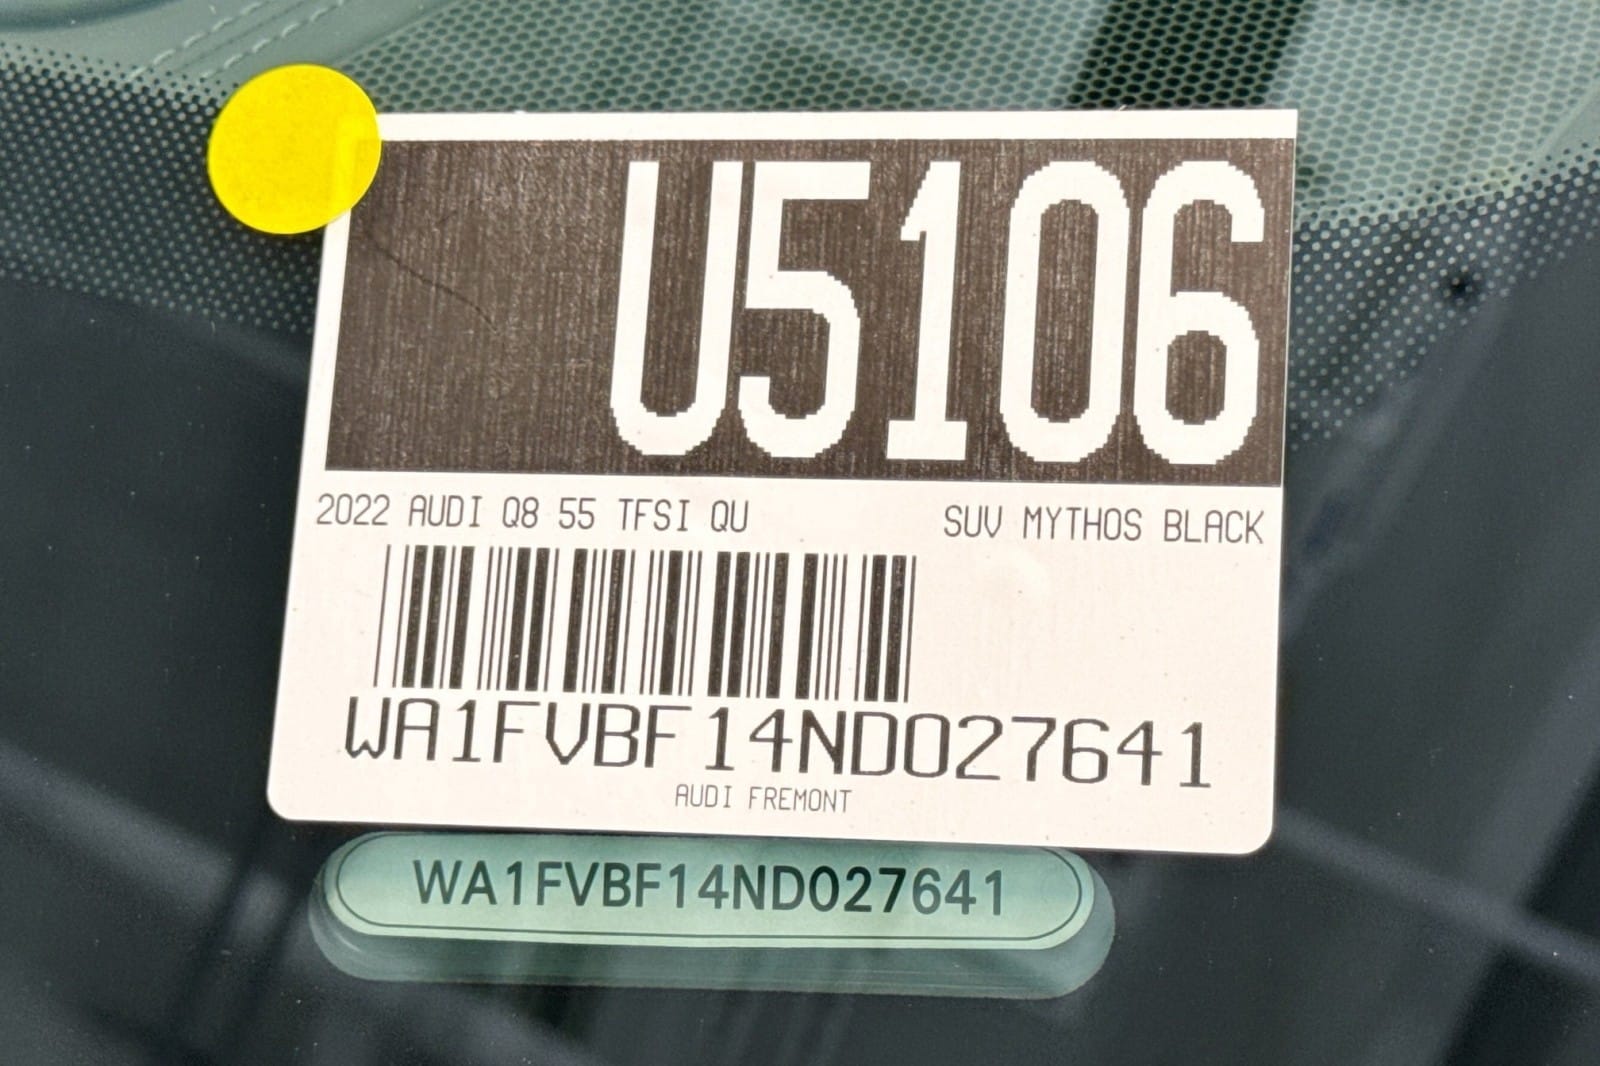 U5106
2022 AUDI Q8 55 TFSI QU SUV MYTHOS BLACK
WA1FVBF14ND027641
AUDI FREMONT
WA1FVBF14ND027641